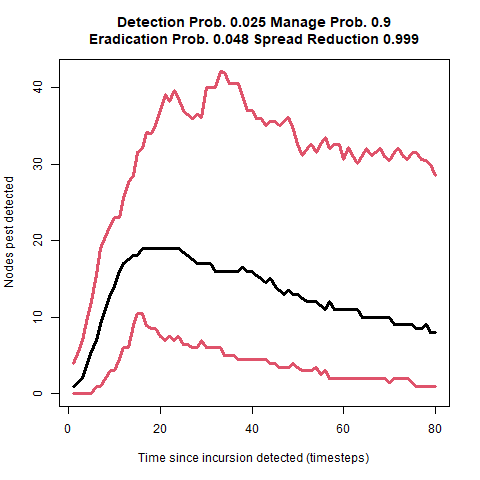 Detection Prob. 0.025 Manage Prob. 0.9
Eradication Prob. 0.048 Spread Reduction 0.999
Nodes pest detected
40
30
20
10
0
0 20 40 60 80
Time since incursion detected (timesteps)